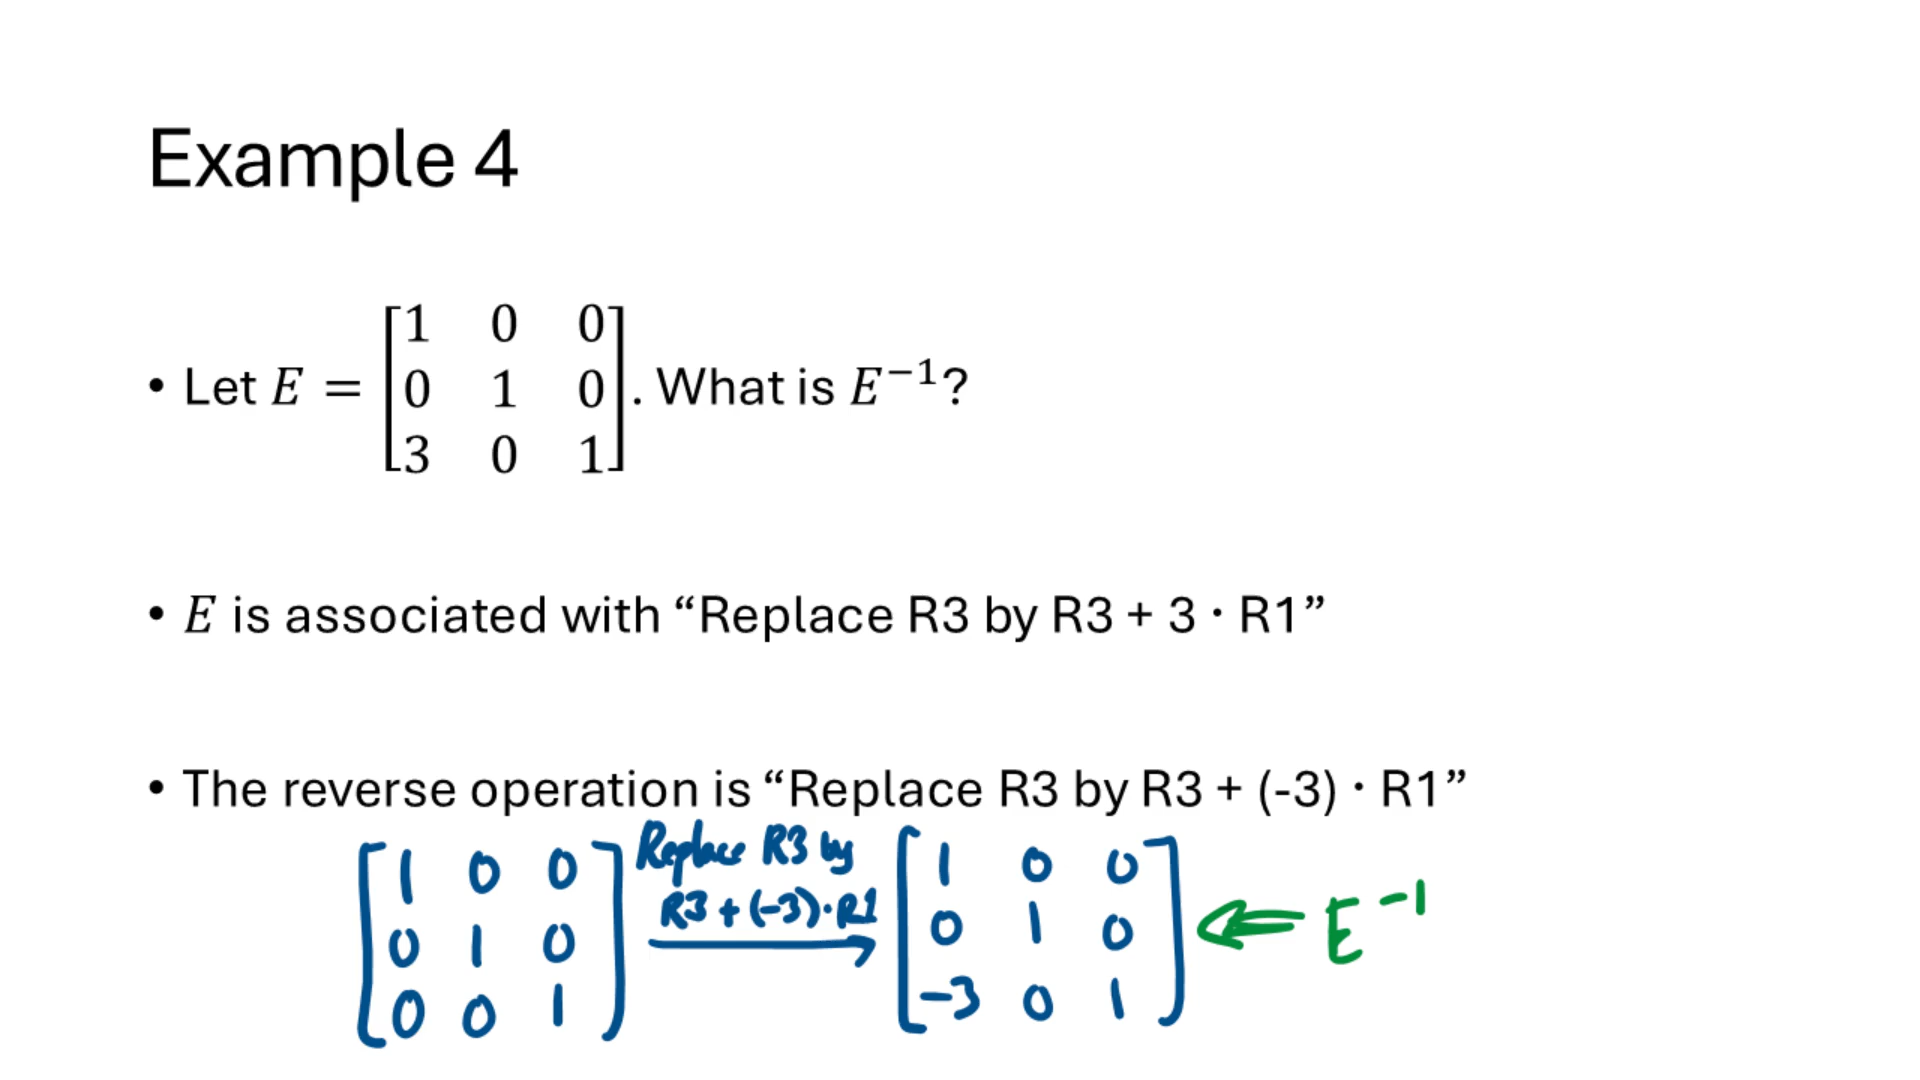 Example 4
• Let E = [1 0 0
0 1 0
3 0 1]. What is E⁻¹?
• E is associated with “Replace R3 by R3 + 3 · R1”
• The reverse operation is “Replace R3 by R3 + (-3) · R1”
[1 0 0
0 1 0
0 0 1]
Replace R3 by
R3 + (-3)·R1
[1 0 0
0 1 0
-3 0 1]
⇐ E⁻¹